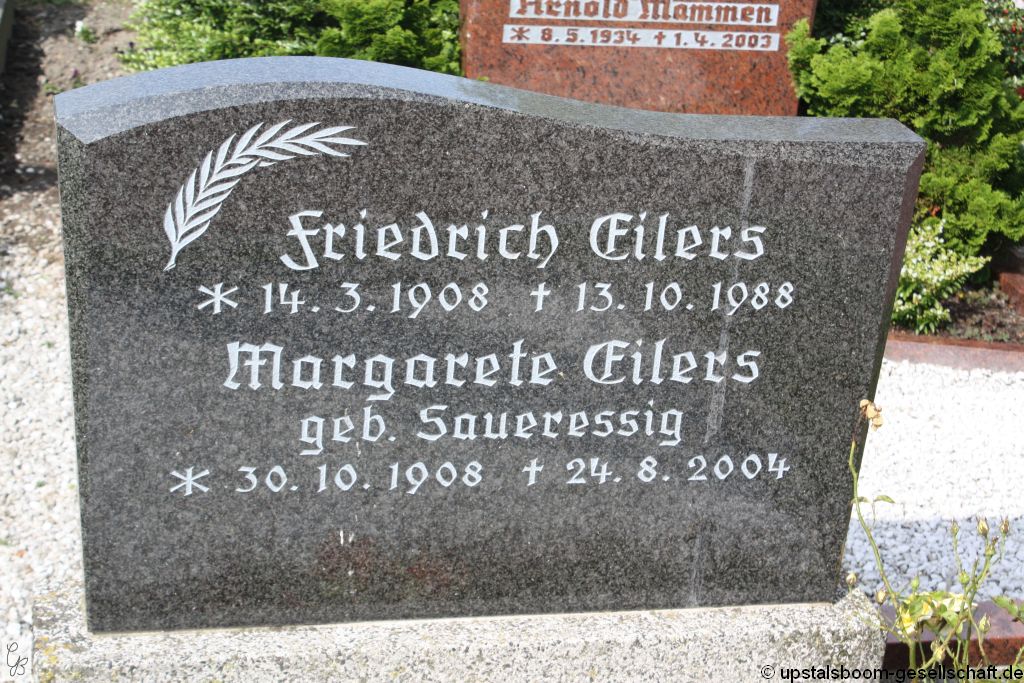 Arnold Mammen
* 8.5.1934 † 1.4.2003
Friedrich Eilers
* 14.3.1908 † 13.10.1988
Margarete Eilers
geb. Saueressig
* 30.10.1908 † 24.8.2004
GB
© upstalsboom-gesellschaft.de